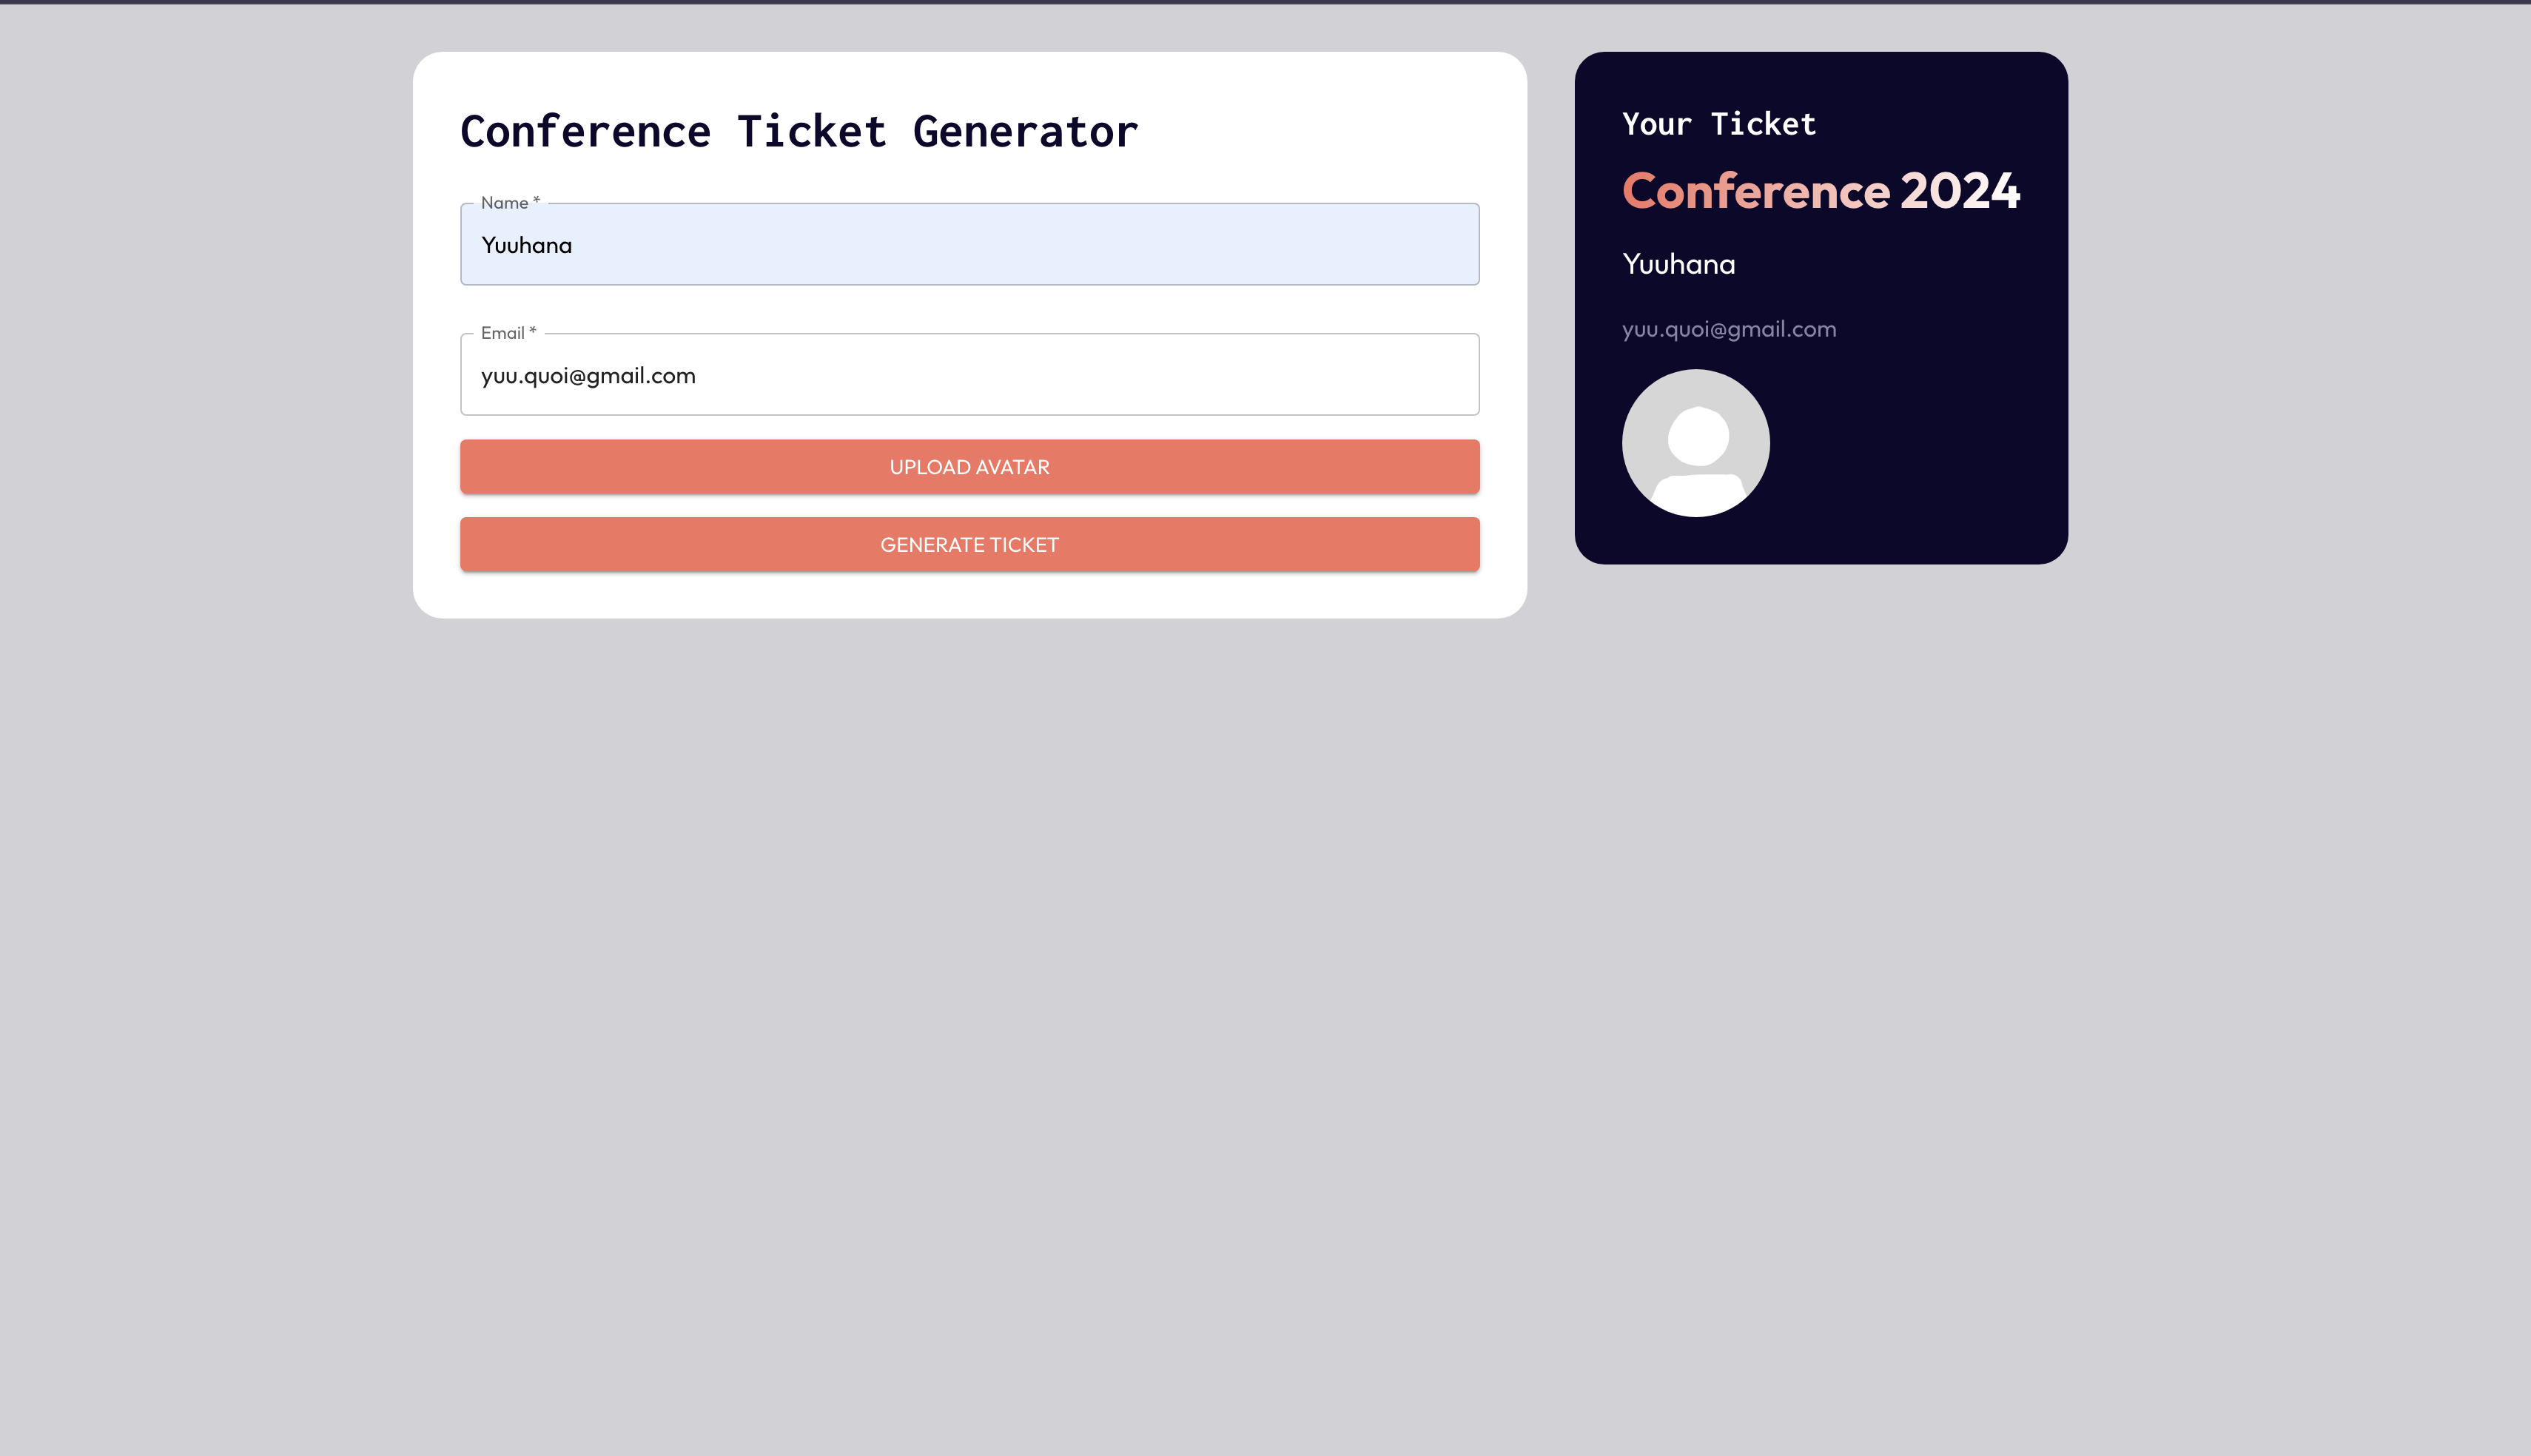 Conference Ticket Generator
Name *
Yuuhana
Email *
yuu.quoi@gmail.com
UPLOAD AVATAR
GENERATE TICKET
Your Ticket
Conference 2024
Yuuhana
yuu.quoi@gmail.com